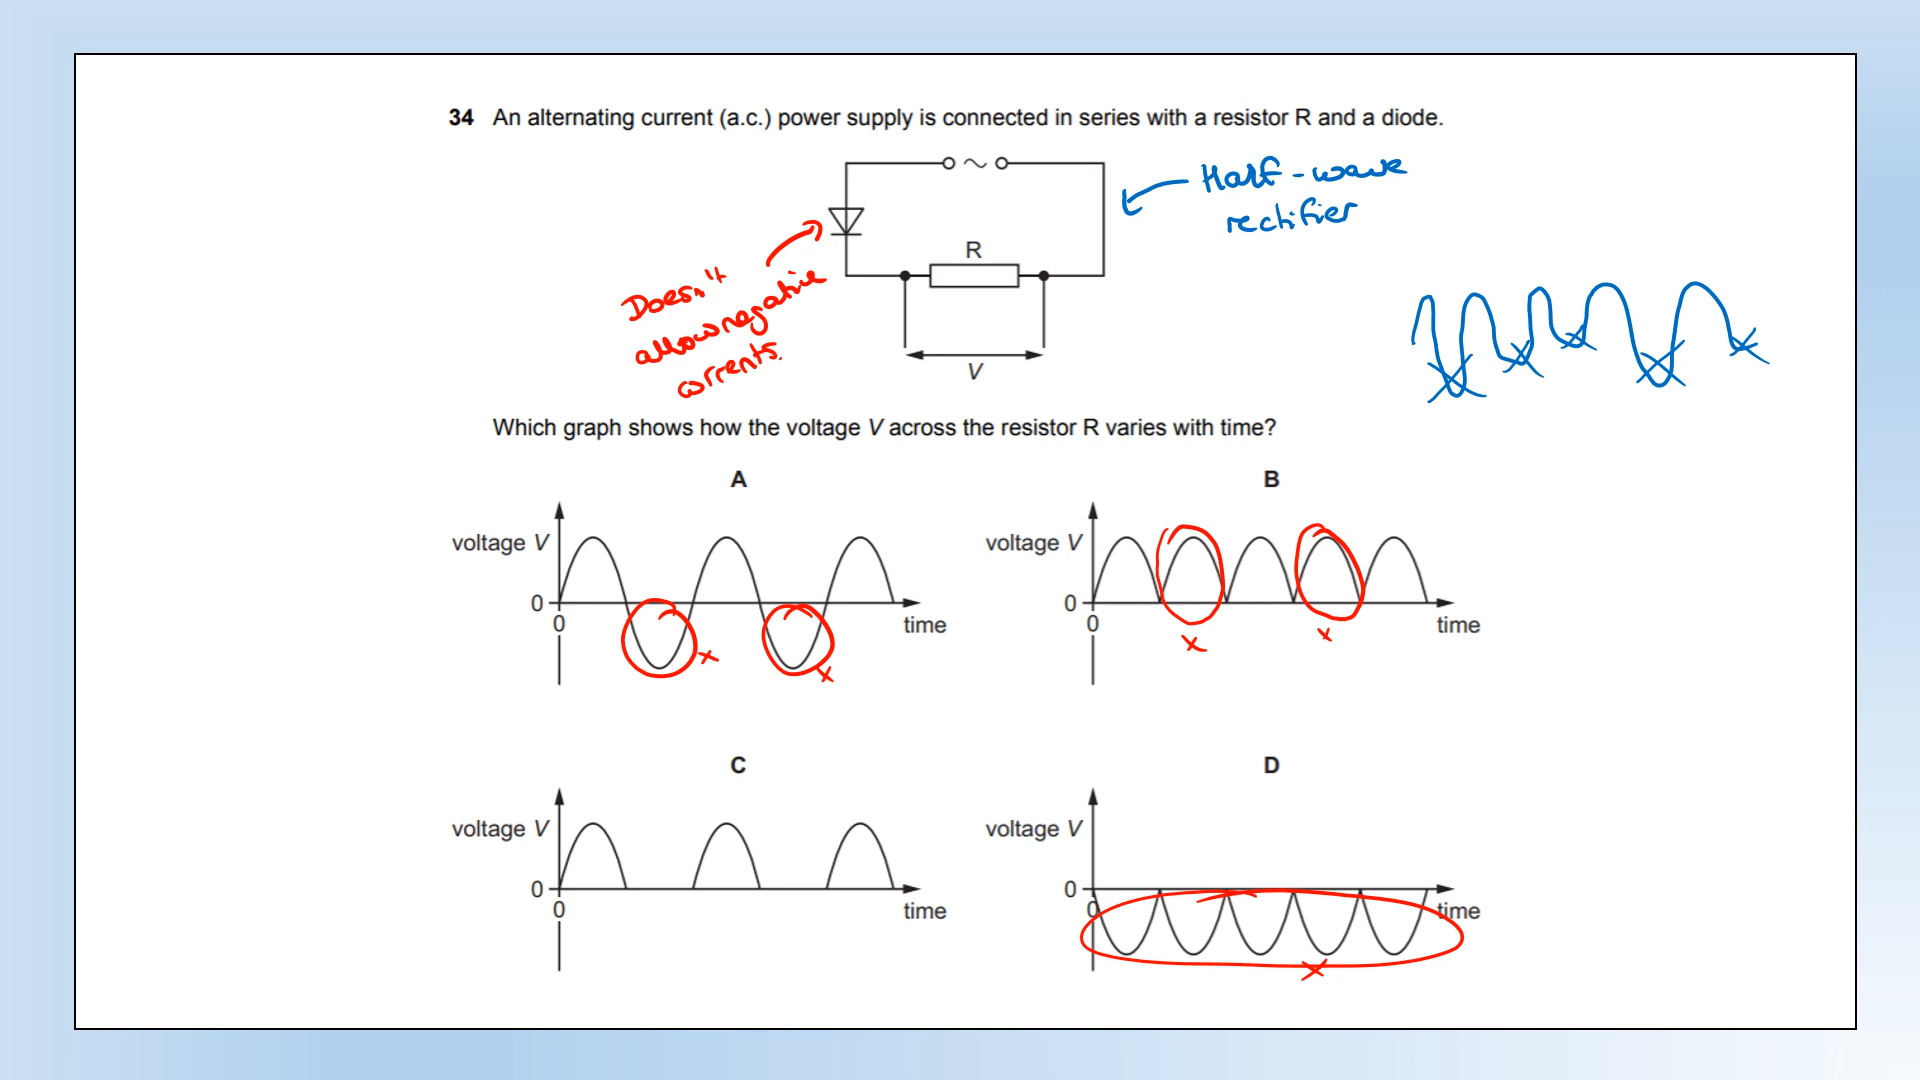 34 An alternating current (a.c.) power supply is connected in series with a resistor R and a diode.
Half-wave
rectifier
R
Doesn't
allow negative
currents.
V
Which graph shows how the voltage V across the resistor R varies with time?
A
B
voltage V
voltage V
0
0
0
time
0
time
C
D
voltage V
voltage V
0
0
0
time
0
time